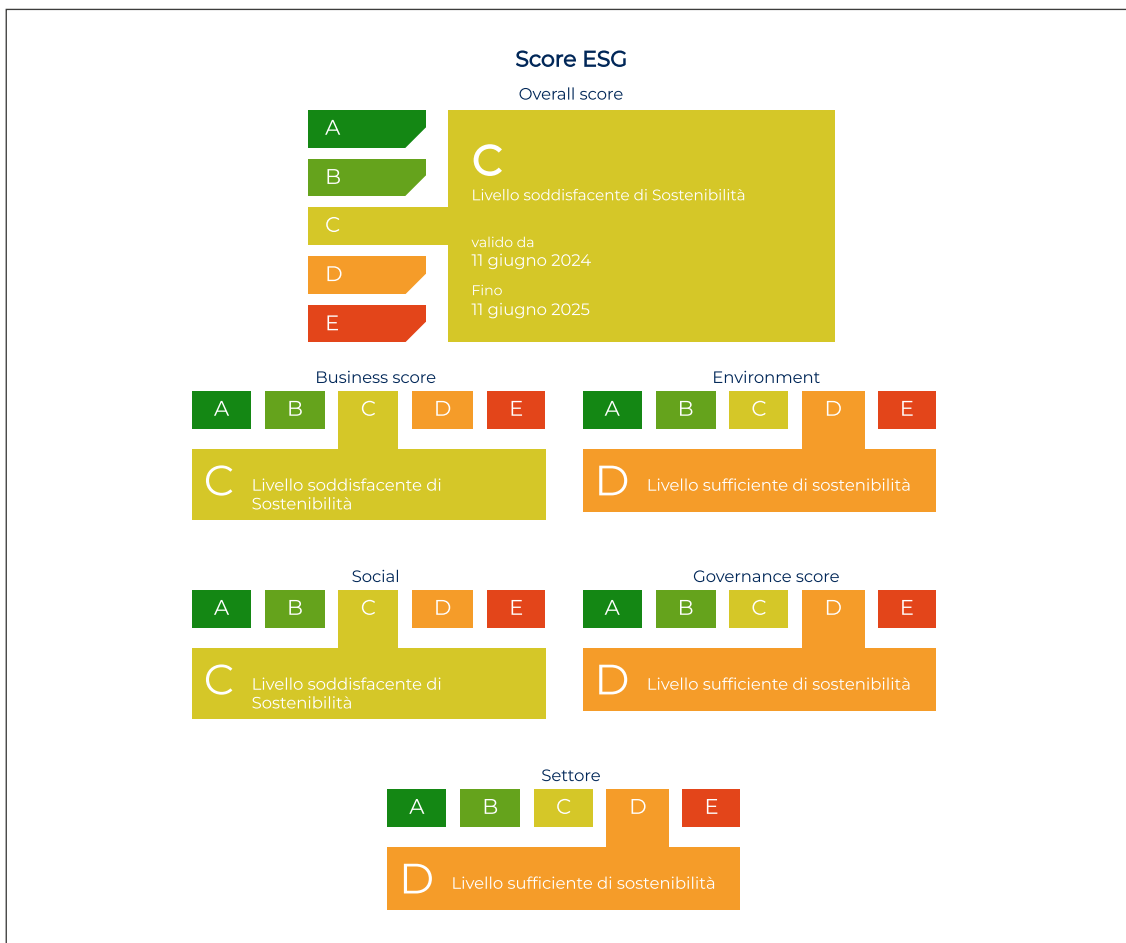 Score ESG
Overall score
A
B
C
D
E
C
Livello soddisfacente di Sostenibilità
valido da
11 giugno 2024
Fino
11 giugno 2025
Business score
A B C D E
C Livello soddisfacente di
Sostenibilità
Environment
A B C D E
D Livello sufficiente di sostenibilità
Social
A B C D E
C Livello soddisfacente di
Sostenibilità
Governance score
A B C D E
D Livello sufficiente di sostenibilità
Settore
A B C D E
D Livello sufficiente di sostenibilità